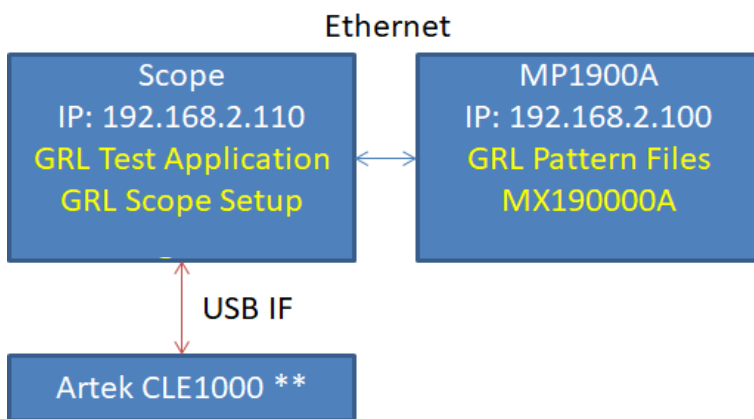 Ethernet
Scope
IP: 192.168.2.110
GRL Test Application
GRL Scope Setup
MP1900A
IP: 192.168.2.100
GRL Pattern Files
MX190000A
USB IF
Artek CLE1000 **